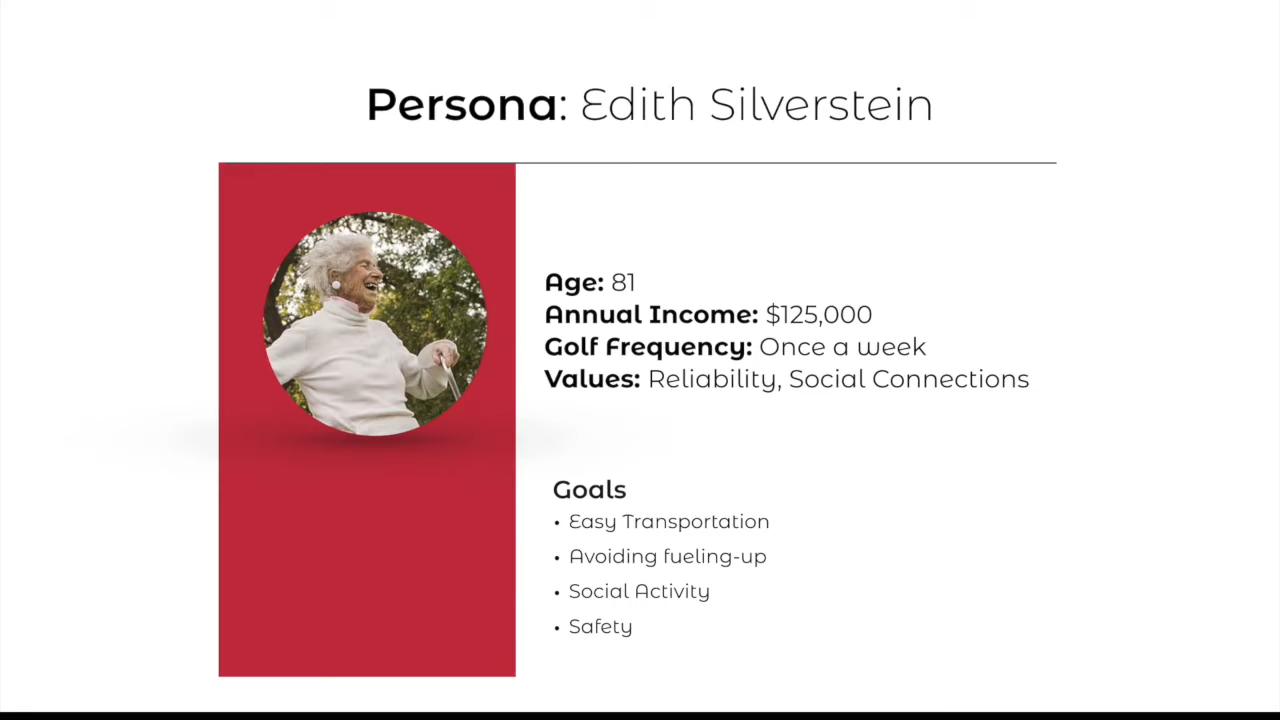 Persona: Edith Silverstein
Age: 81
Annual Income: $125,000
Golf Frequency: Once a week
Values: Reliability, Social Connections
Goals
• Easy Transportation
• Avoiding fueling-up
• Social Activity
• Safety